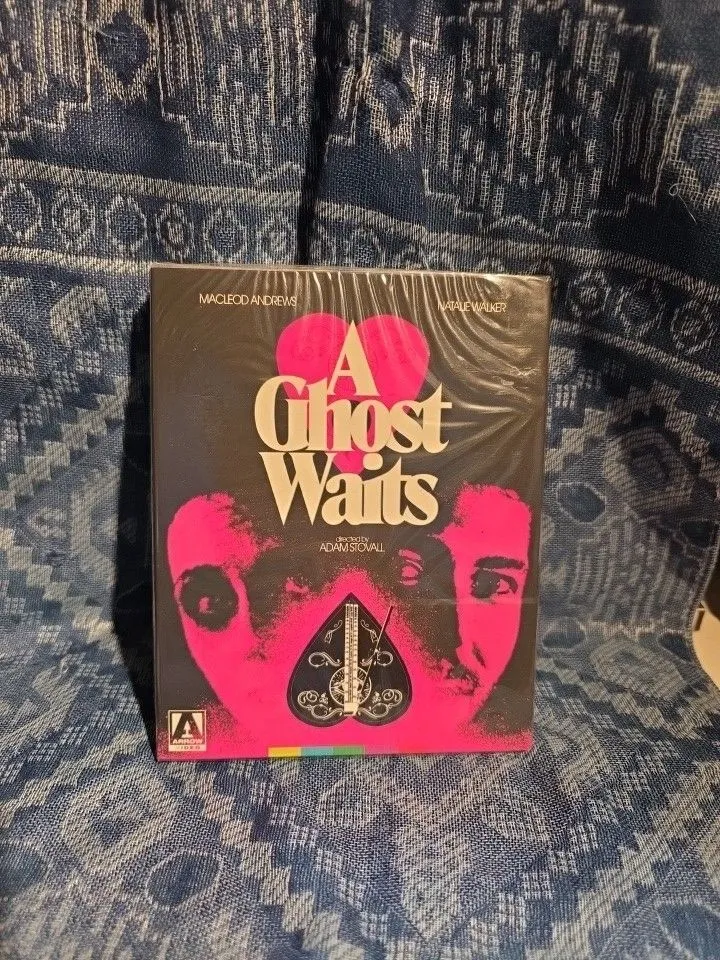 MACLEOD ANDREWS
NATALIE WALKER
A
Ghost
Waits
directed by
ADAM STOVALL
ARROW
VIDEO